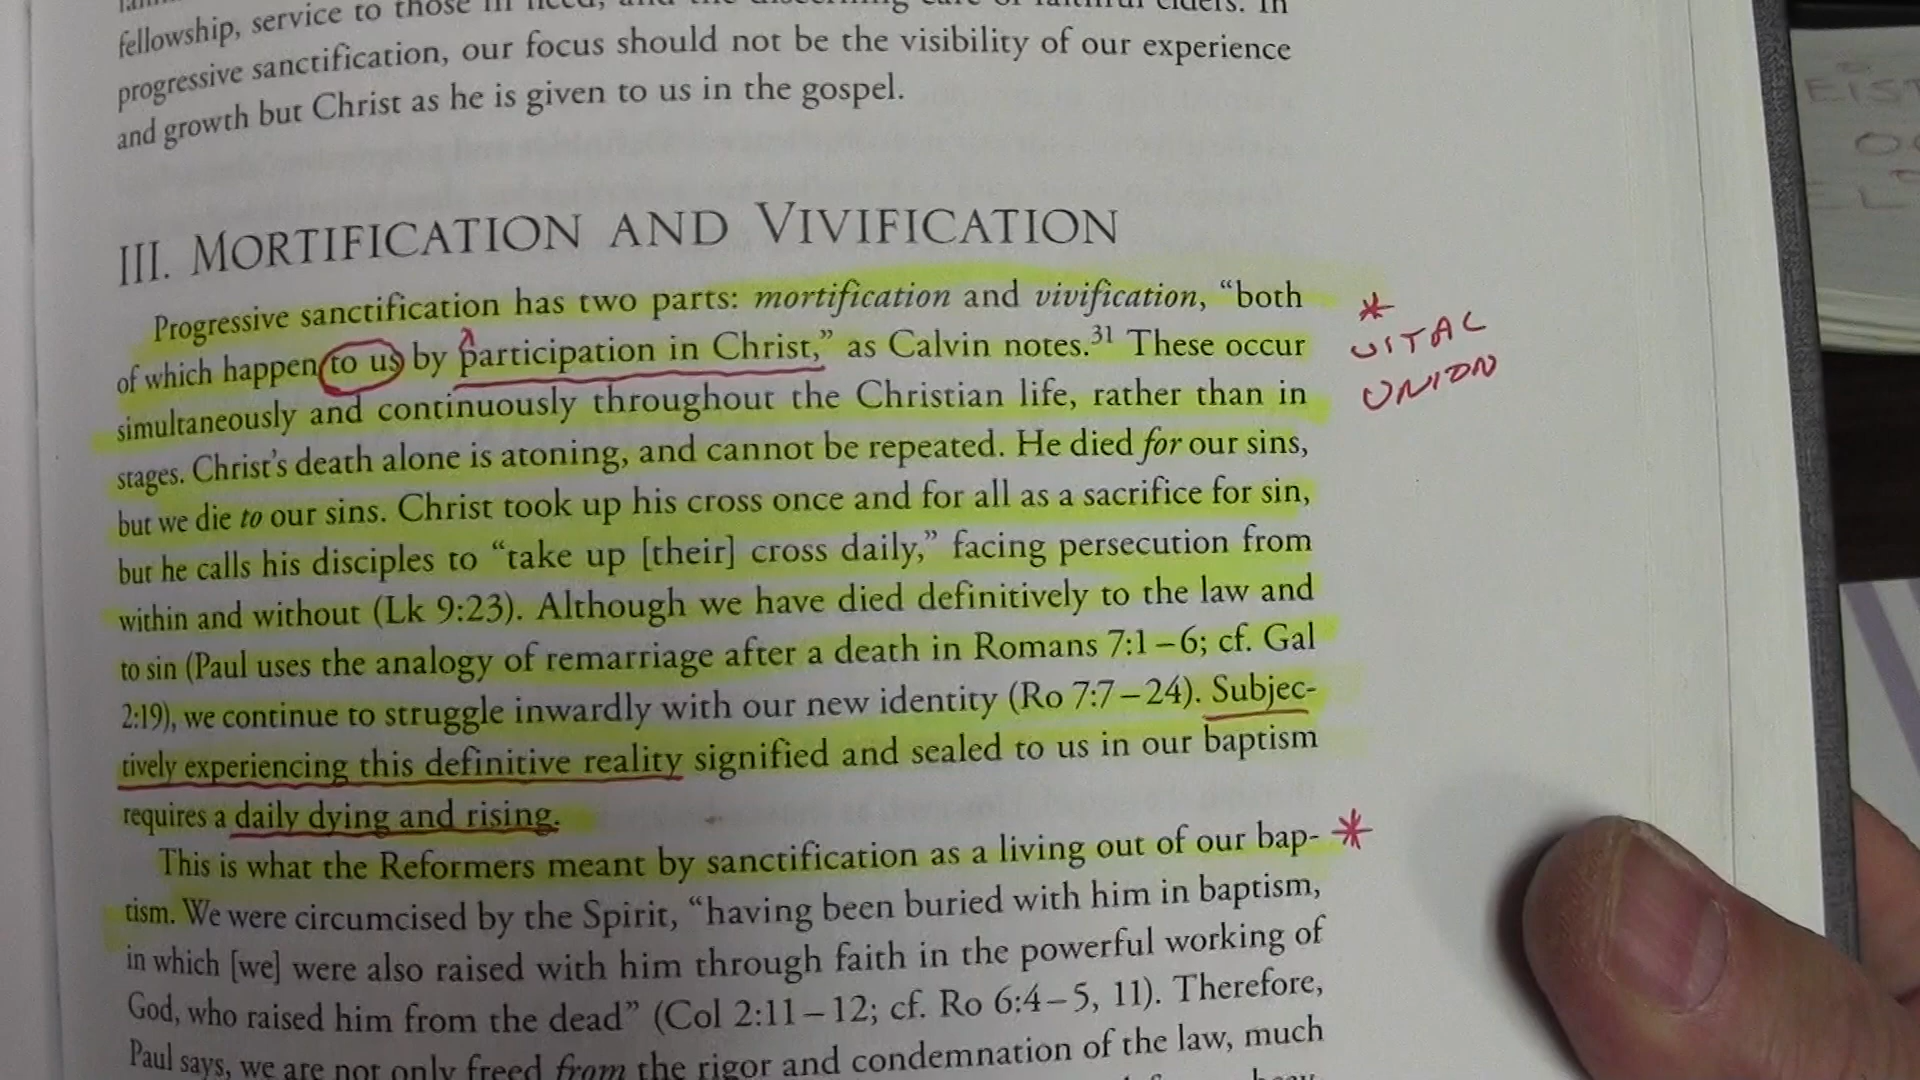 fellowship, service to those in need, and the discerning care of faithful elders. In
progressive sanctification, our focus should not be the visibility of our experience
and growth but Christ as he is given to us in the gospel.
III. MORTIFICATION AND VIVIFICATION
Progressive sanctification has two parts: mortification and vivification, “both
of which happen to us by participation in Christ,” as Calvin notes.31 These occur
simultaneously and continuously throughout the Christian life, rather than in
stages. Christ’s death alone is atoning, and cannot be repeated. He died for our sins,
but we die to our sins. Christ took up his cross once and for all as a sacrifice for sin,
but he calls his disciples to “take up [their] cross daily,” facing persecution from
within and without (Lk 9:23). Although we have died definitively to the law and
to sin (Paul uses the analogy of remarriage after a death in Romans 7:1–6; cf. Gal
2:19), we continue to struggle inwardly with our new identity (Ro 7:7–24). Subjec-
tively experiencing this definitive reality signified and sealed to us in our baptism
requires a daily dying and rising.
This is what the Reformers meant by sanctification as a living out of our bap-
tism. We were circumcised by the Spirit, “having been buried with him in baptism,
in which [we] were also raised with him through faith in the powerful working of
God, who raised him from the dead” (Col 2:11–12; cf. Ro 6:4–5, 11). Therefore,
Paul says, we are not only freed from the rigor and condemnation of the law, much
*
VITAL
UNION
*